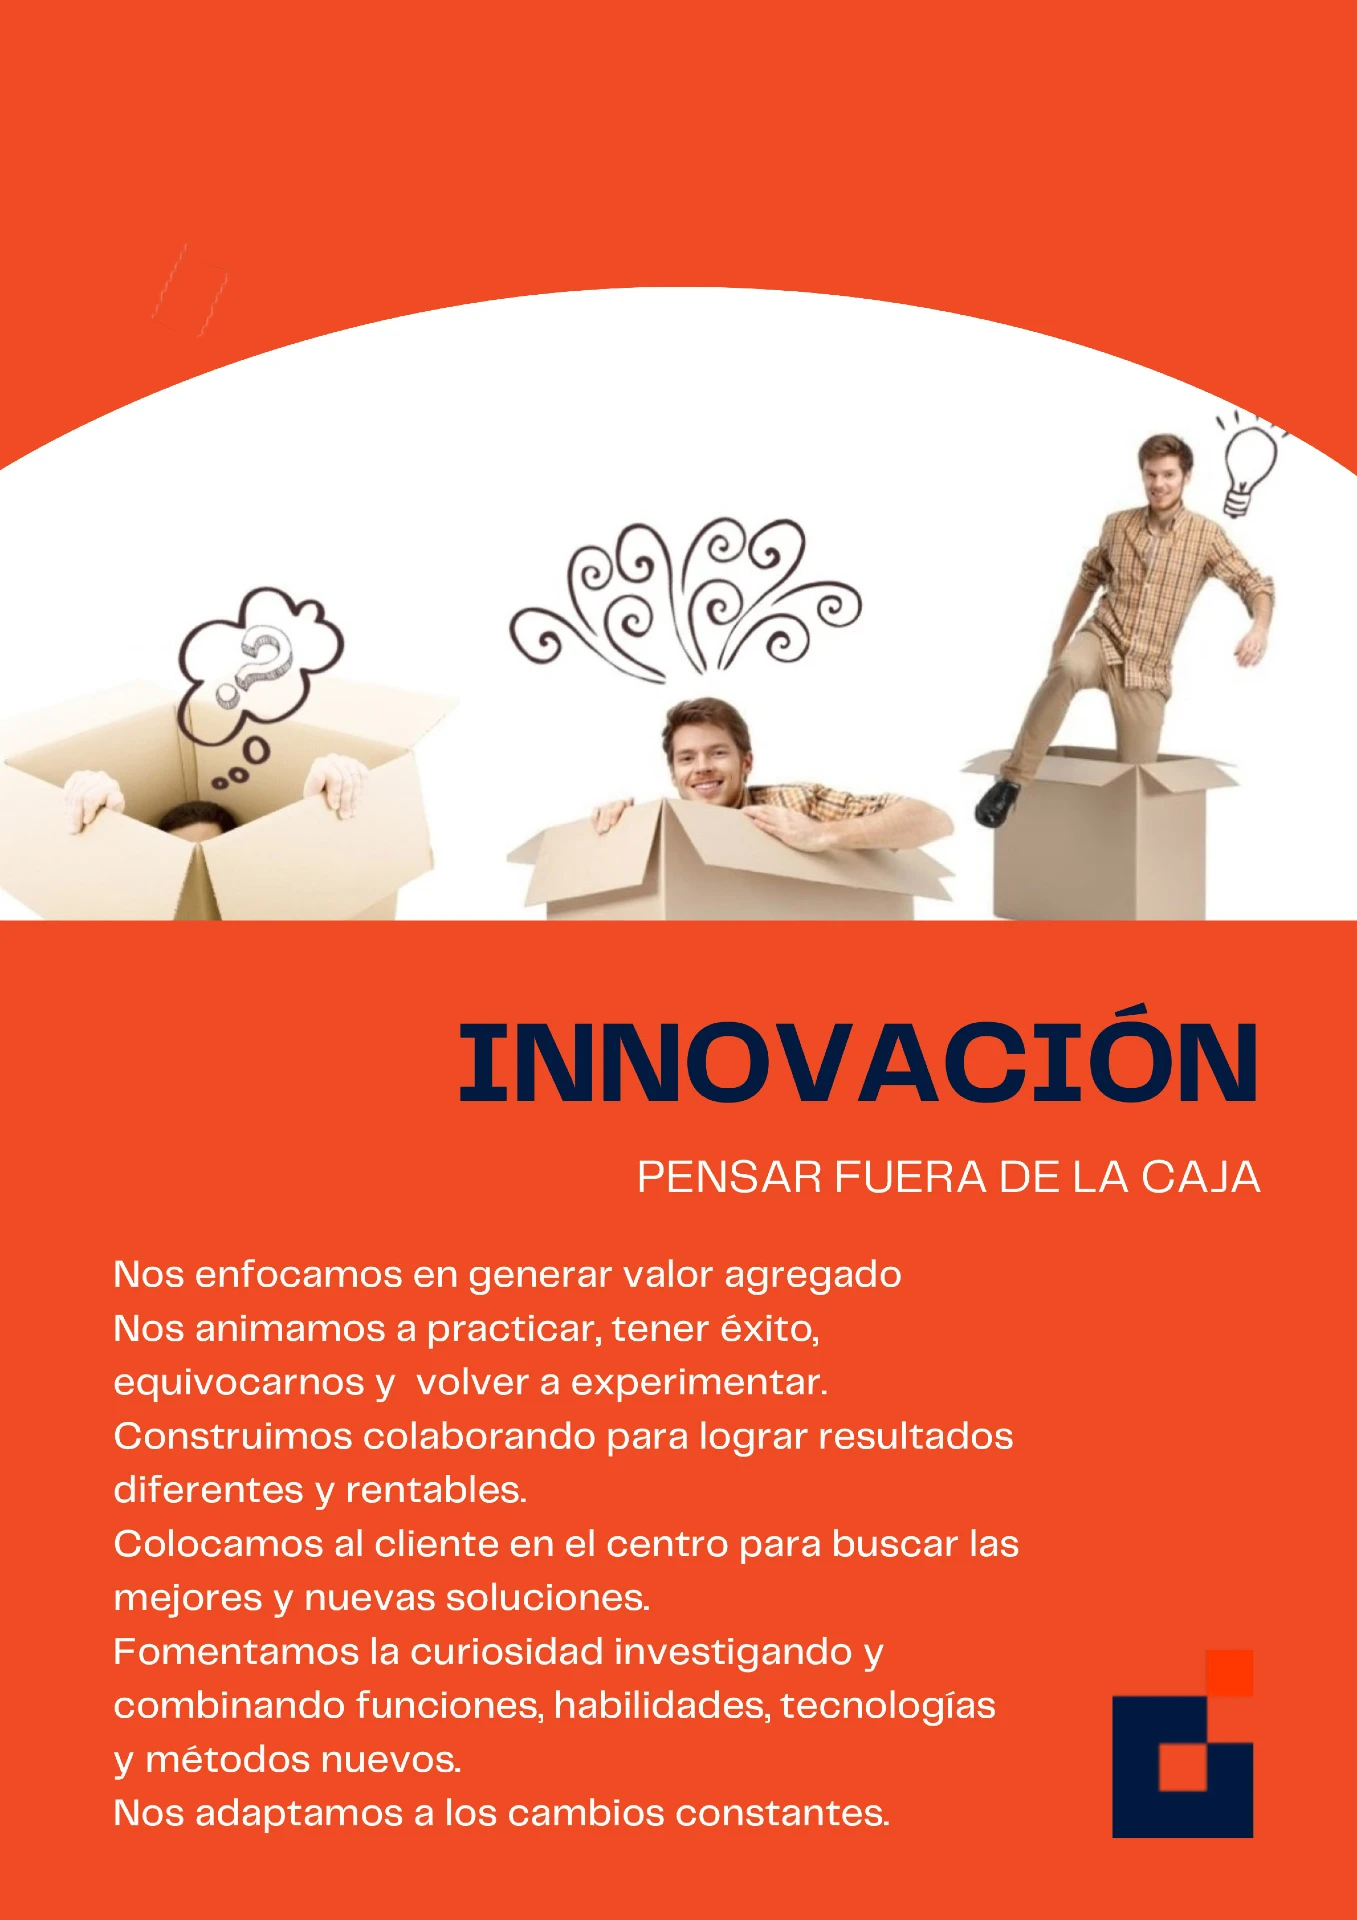 ?
INNOVACIÓN
PENSAR FUERA DE LA CAJA
Nos enfocamos en generar valor agregado
Nos animamos a practicar, tener éxito,
equivocarnos y  volver a experimentar.
Construimos colaborando para lograr resultados
diferentes y rentables.
Colocamos al cliente en el centro para buscar las
mejores y nuevas soluciones.
Fomentamos la curiosidad investigando y
combinando funciones, habilidades, tecnologías
y métodos nuevos.
Nos adaptamos a los cambios constantes.